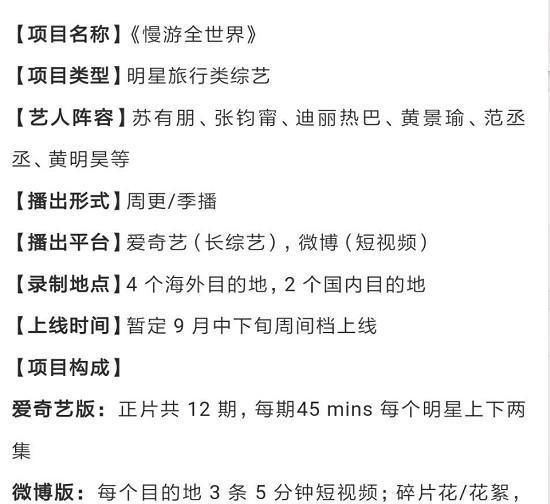 【项目名称】《慢游全世界》
【项目类型】明星旅行类综艺
【艺人阵容】苏有朋、张钧甯、迪丽热巴、黄景瑜、范丞
丞、黄明昊等
【播出形式】周更/季播
【播出平台】爱奇艺（长综艺），微博（短视频）
【录制地点】4 个海外目的地，2 个国内目的地
【上线时间】暂定 9 月中下旬周间档上线
【项目构成】
爱奇艺版：正片共 12 期，每期45 mins 每个明星上下两
集
微博版：每个目的地 3 条 5 分钟短视频；碎片花/花絮，